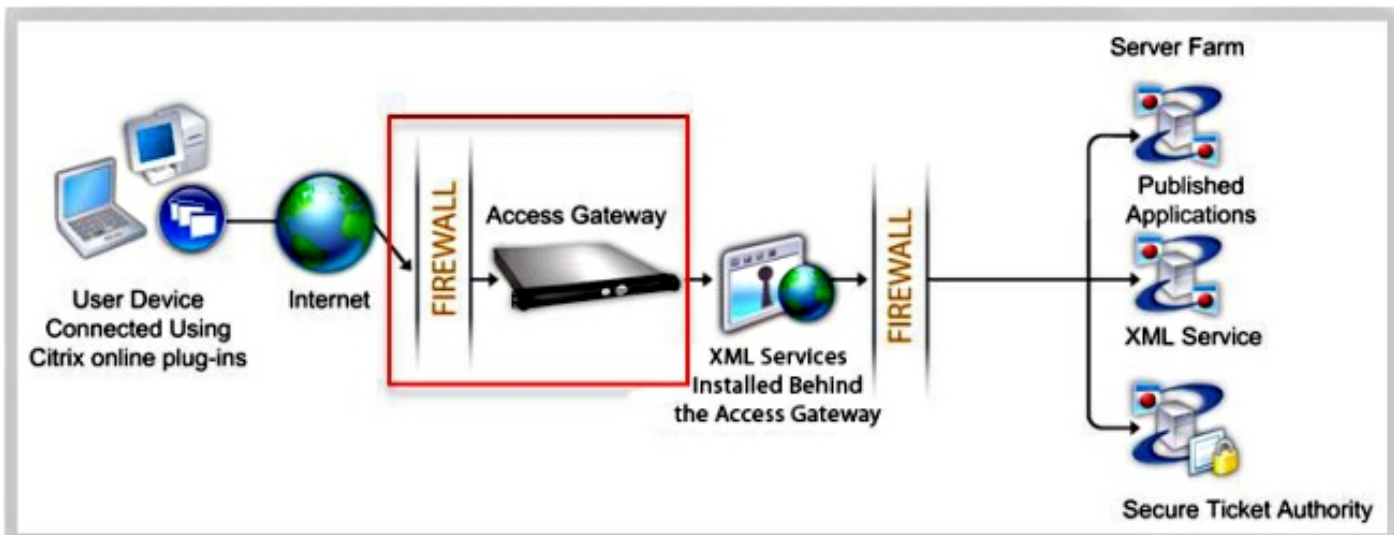 Server Farm
FIREWALL
Access Gateway
FIREWALL
Published
Applications
User Device
Connected Using
Citrix online plug-ins
Internet
XML Services
Installed Behind
the Access Gateway
XML Service
Secure Ticket Authority